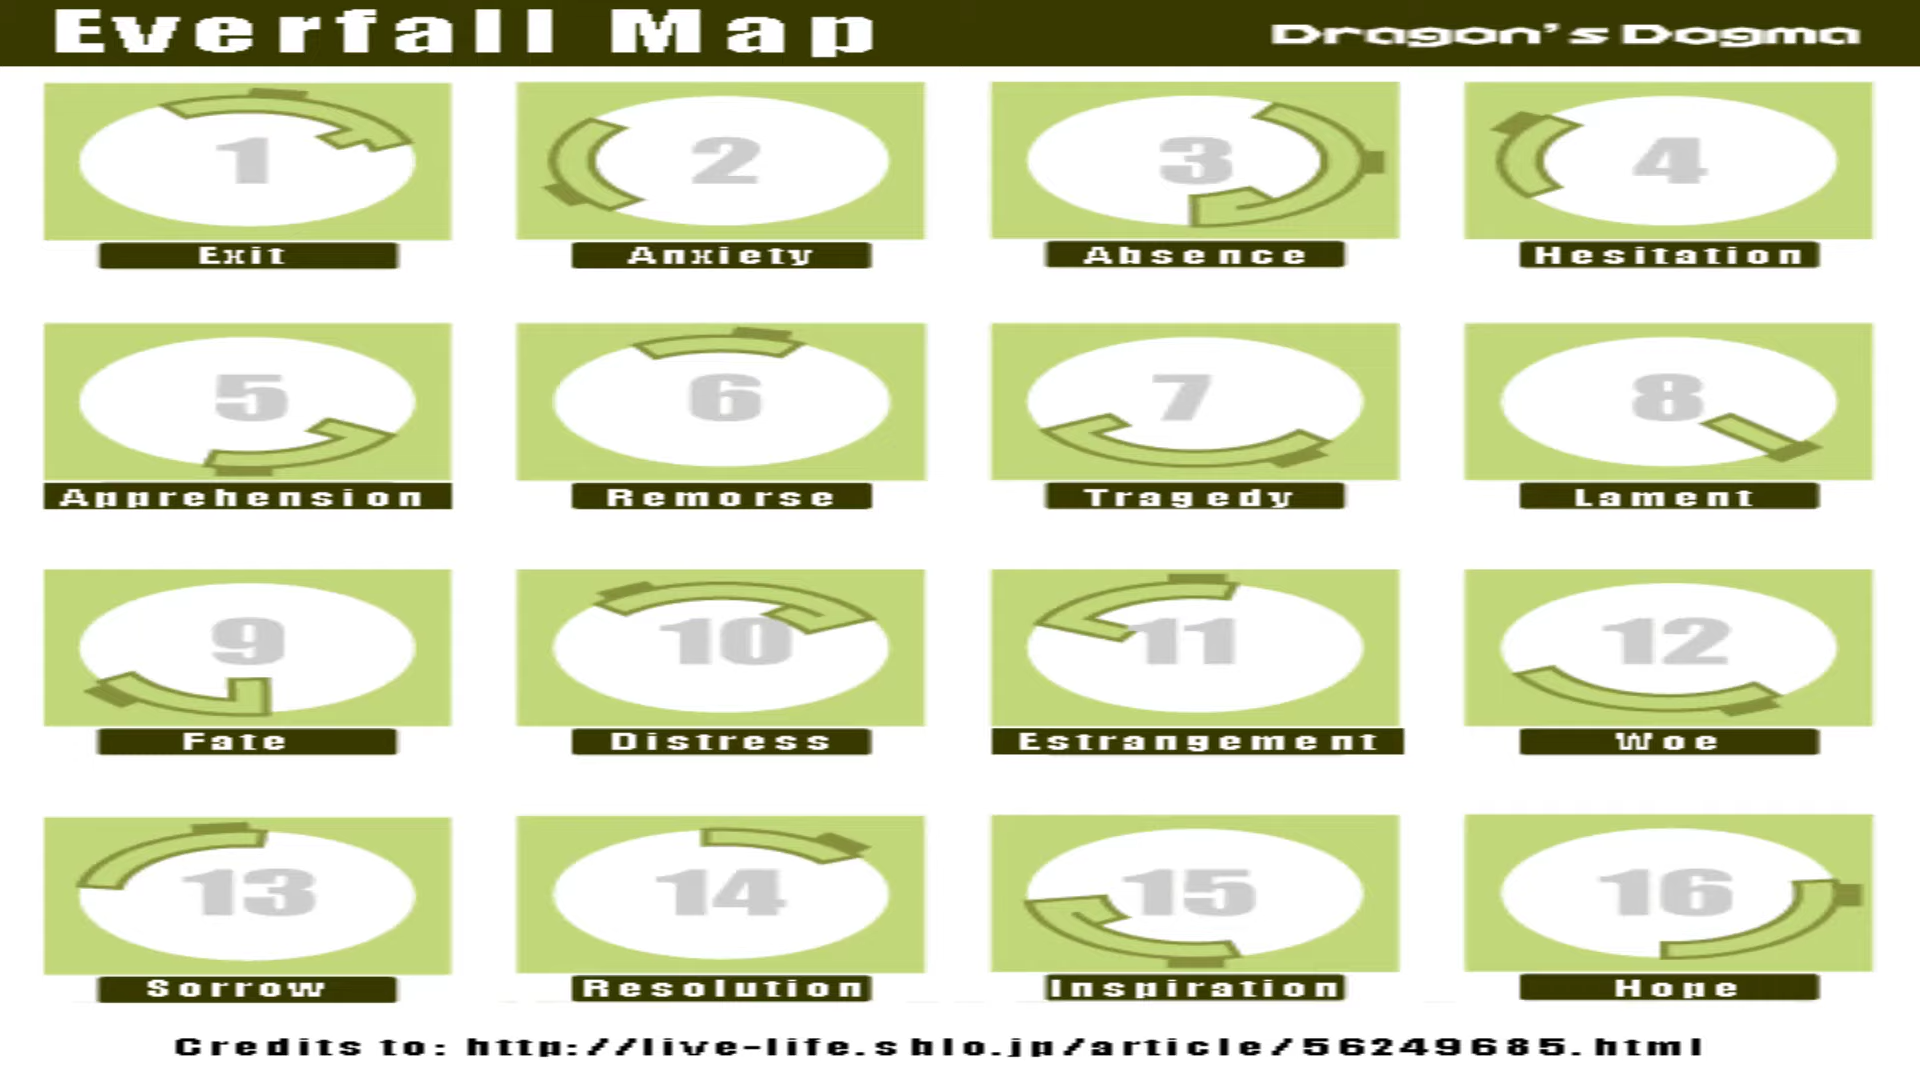 Everfall Map
Dragon's Dogma
1
2
3
4
Exit
Anxiety
Absence
Hesitation
5
6
7
8
Apprehension
Remorse
Tragedy
Lament
9
10
11
12
Fate
Distress
Estrangement
Woe
13
14
15
16
Sorrow
Resolution
Inspiration
Hope
Credits to: http://live-life.sblo.jp/article/56249685.html